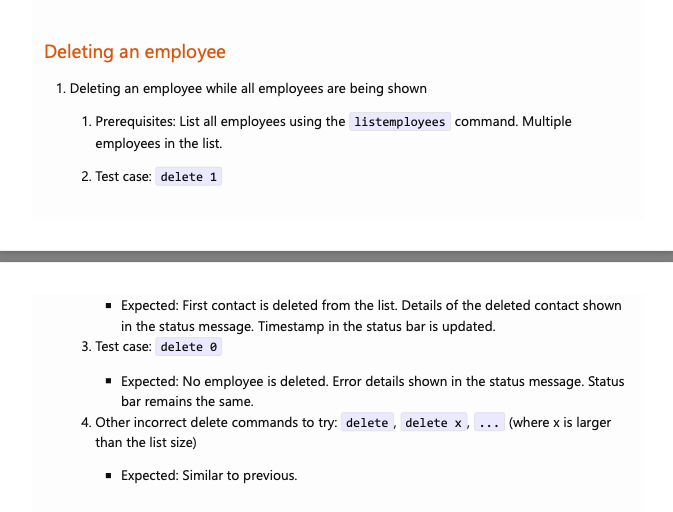 Deleting an employee
1. Deleting an employee while all employees are being shown
1. Prerequisites: List all employees using the listemployees command. Multiple
employees in the list.
2. Test case: delete 1
▪ Expected: First contact is deleted from the list. Details of the deleted contact shown
in the status message. Timestamp in the status bar is updated.
3. Test case: delete 0
▪ Expected: No employee is deleted. Error details shown in the status message. Status
bar remains the same.
4. Other incorrect delete commands to try: delete , delete x , ... (where x is larger
than the list size)
▪ Expected: Similar to previous.